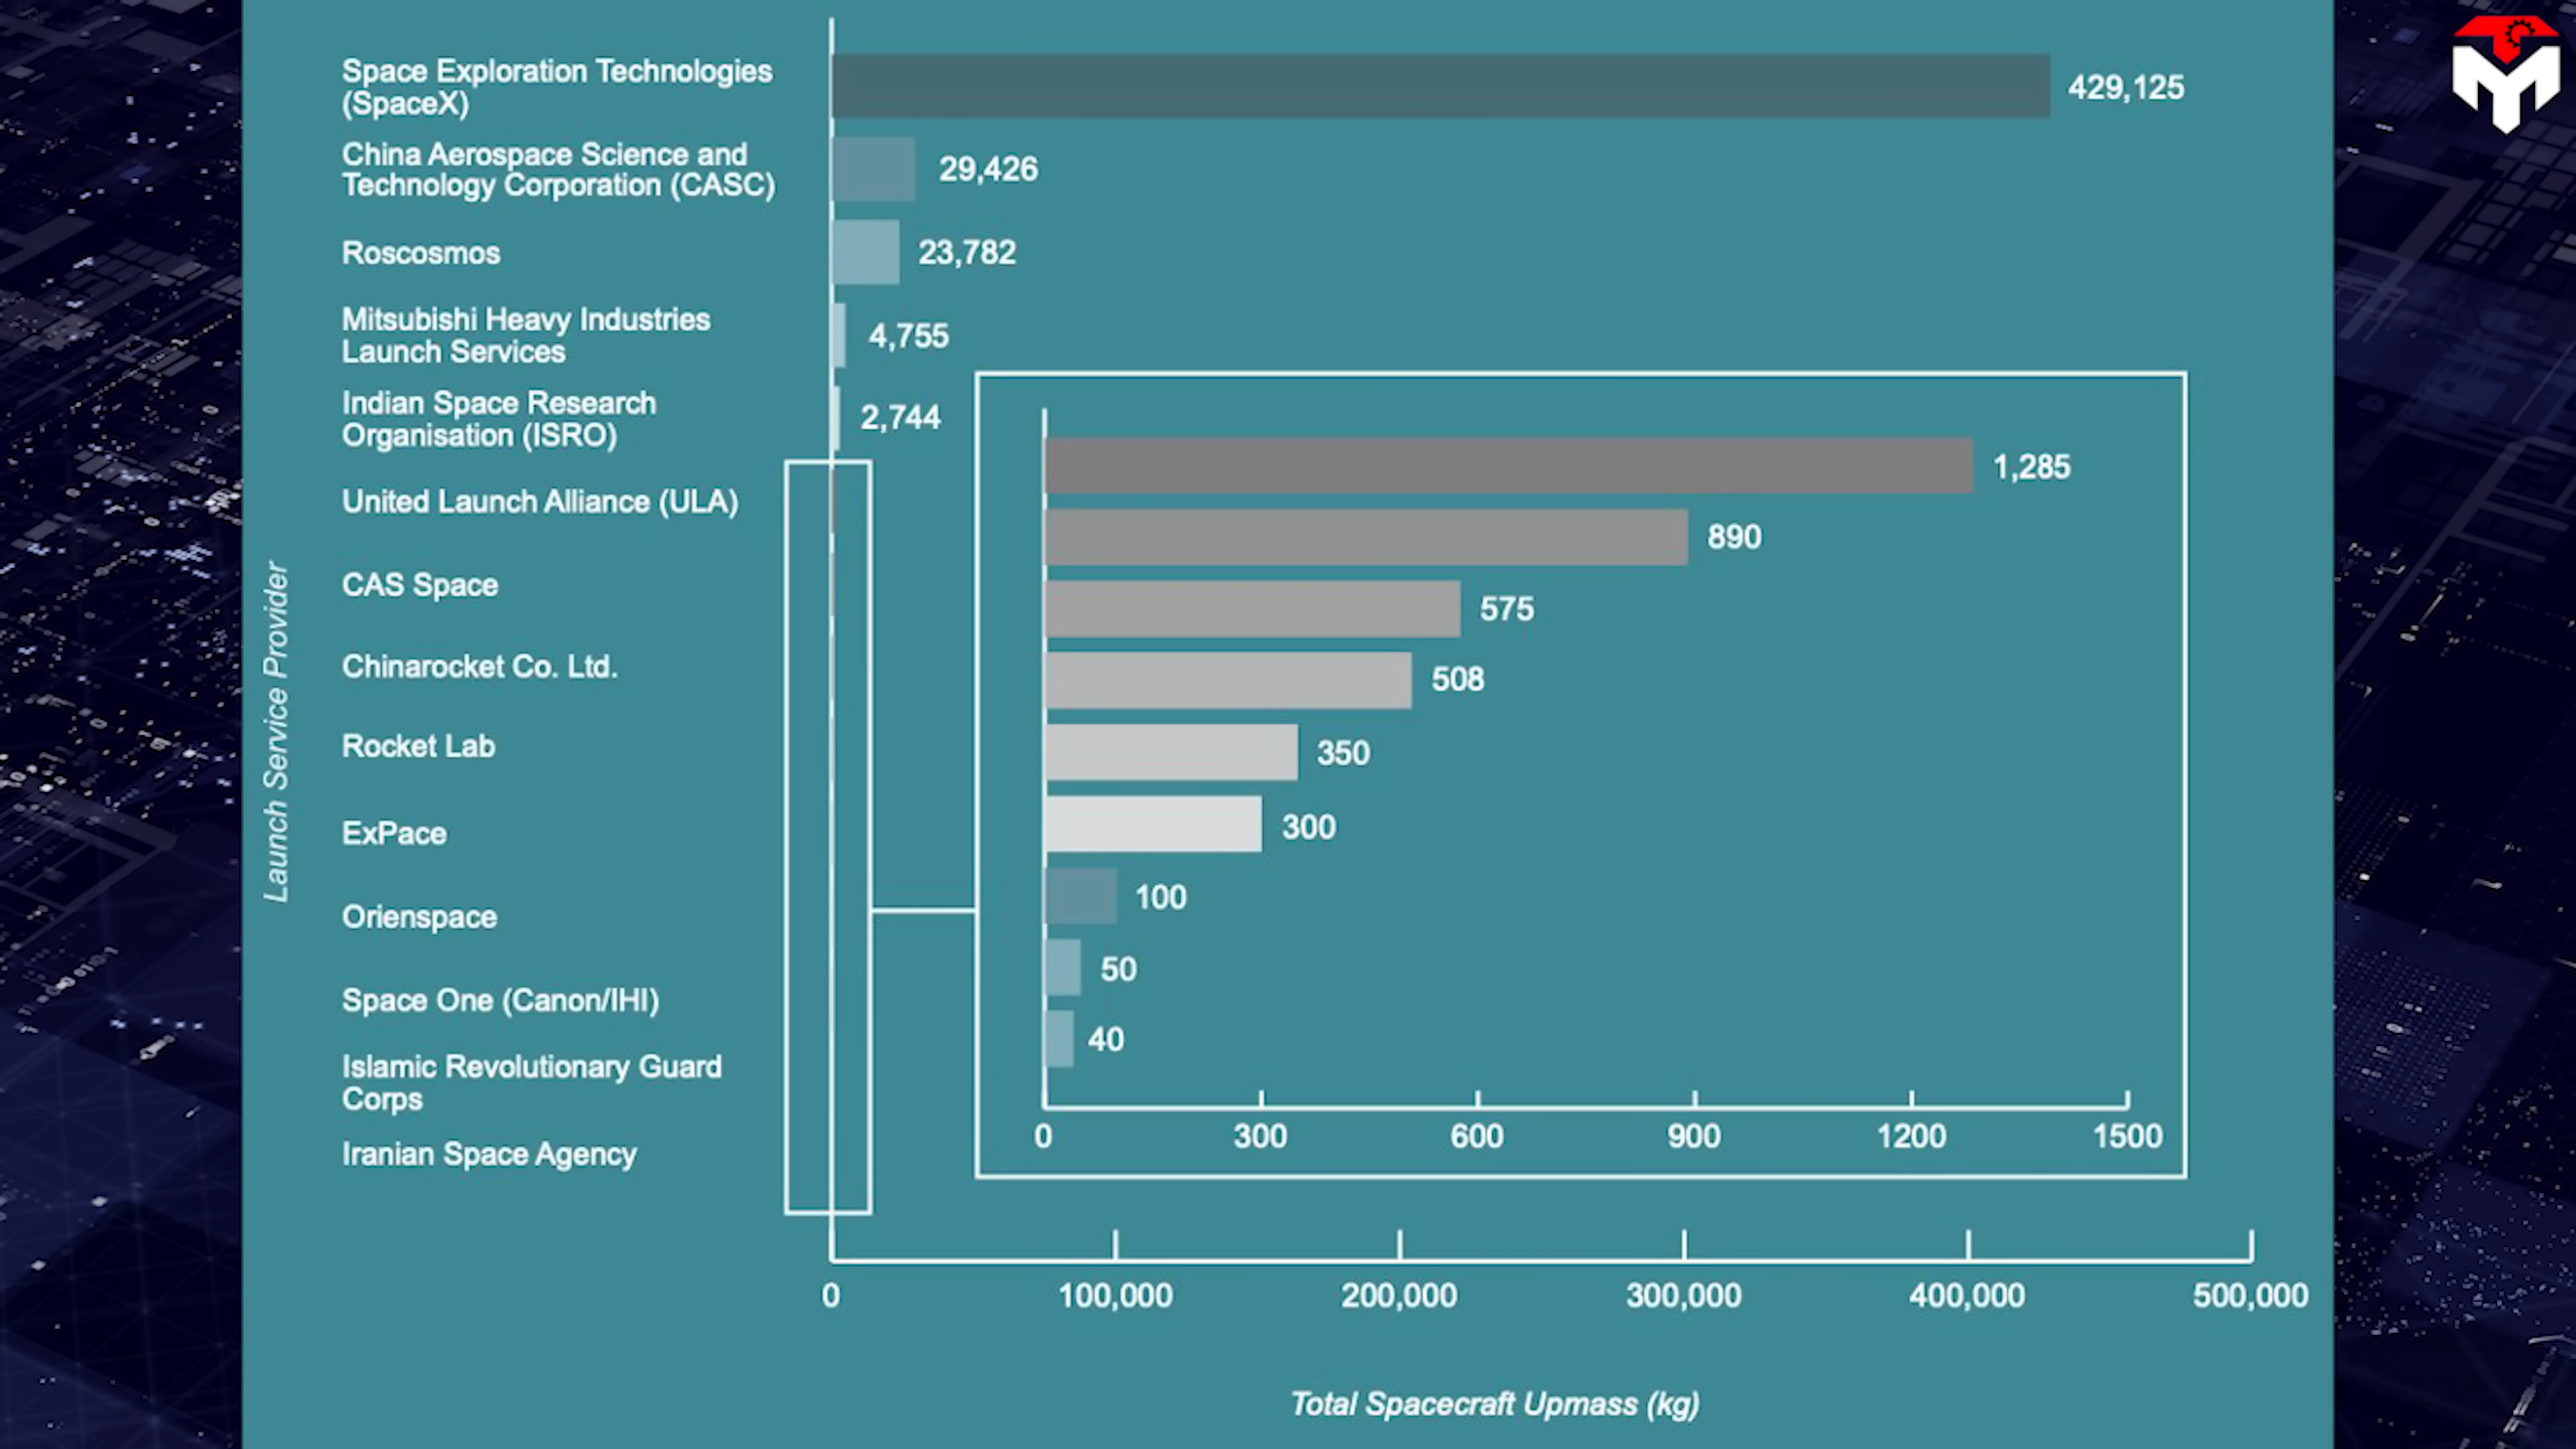 Space Exploration Technologies
(SpaceX)
429,125
China Aerospace Science and
Technology Corporation (CASC)
29,426
Roscosmos
23,782
Mitsubishi Heavy Industries
Launch Services
4,755
Indian Space Research
Organisation (ISRO)
2,744
United Launch Alliance (ULA)
CAS Space
Chinarocket Co. Ltd.
Rocket Lab
ExPace
Orienspace
Space One (Canon/IHI)
Islamic Revolutionary Guard
Corps
Iranian Space Agency
Launch Service Provider
1,285
890
575
508
350
300
100
50
40
0
300
600
900
1200
1500
0
100,000
200,000
300,000
400,000
500,000
Total Spacecraft Upmass (kg)